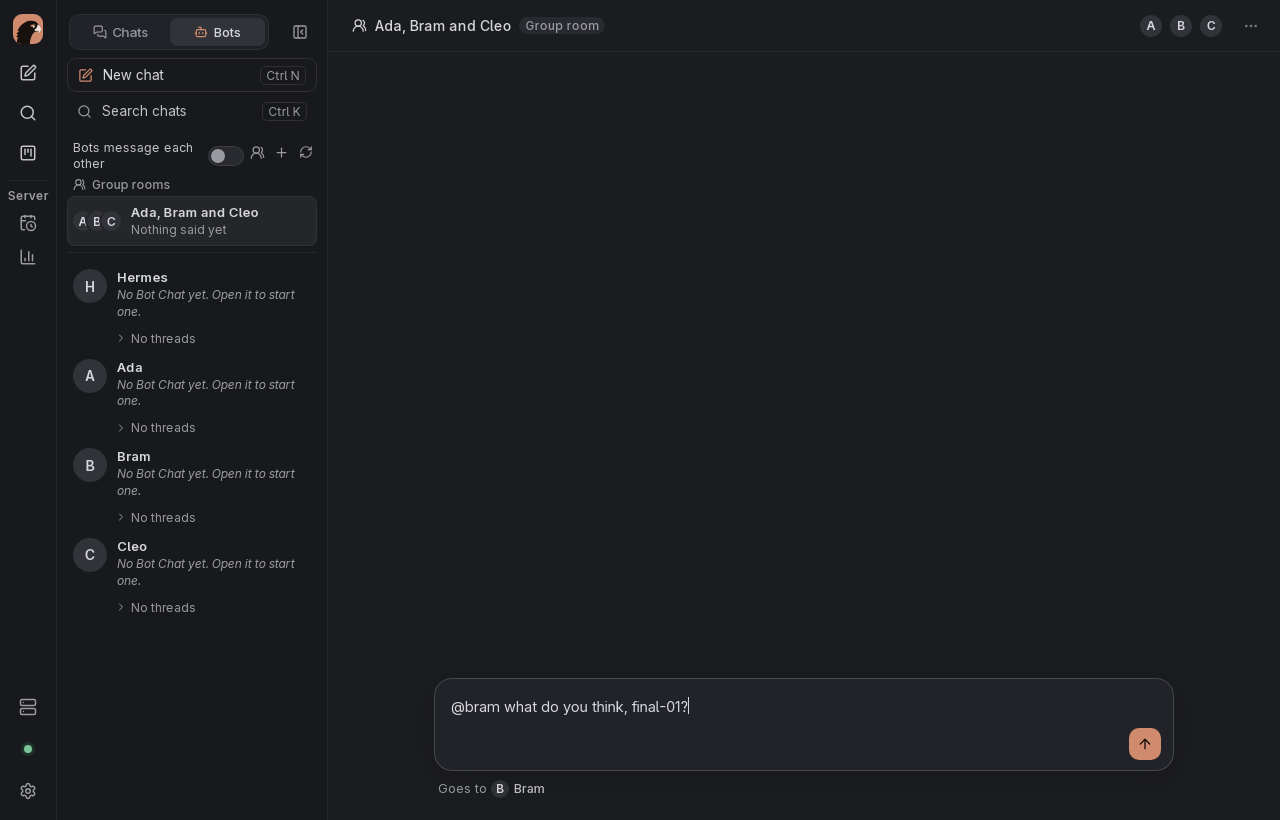 Chats
Bots
New chat
Ctrl N
Search chats
Ctrl K
Bots message each
other
Server
Group rooms
A B C
Ada, Bram and Cleo
Nothing said yet
H
Hermes
No Bot Chat yet. Open it to start
one.
No threads
A
Ada
No Bot Chat yet. Open it to start
one.
No threads
B
Bram
No Bot Chat yet. Open it to start
one.
No threads
C
Cleo
No Bot Chat yet. Open it to start
one.
No threads
Ada, Bram and Cleo
Group room
A B C
@bram what do you think, final-01?
Goes to B Bram